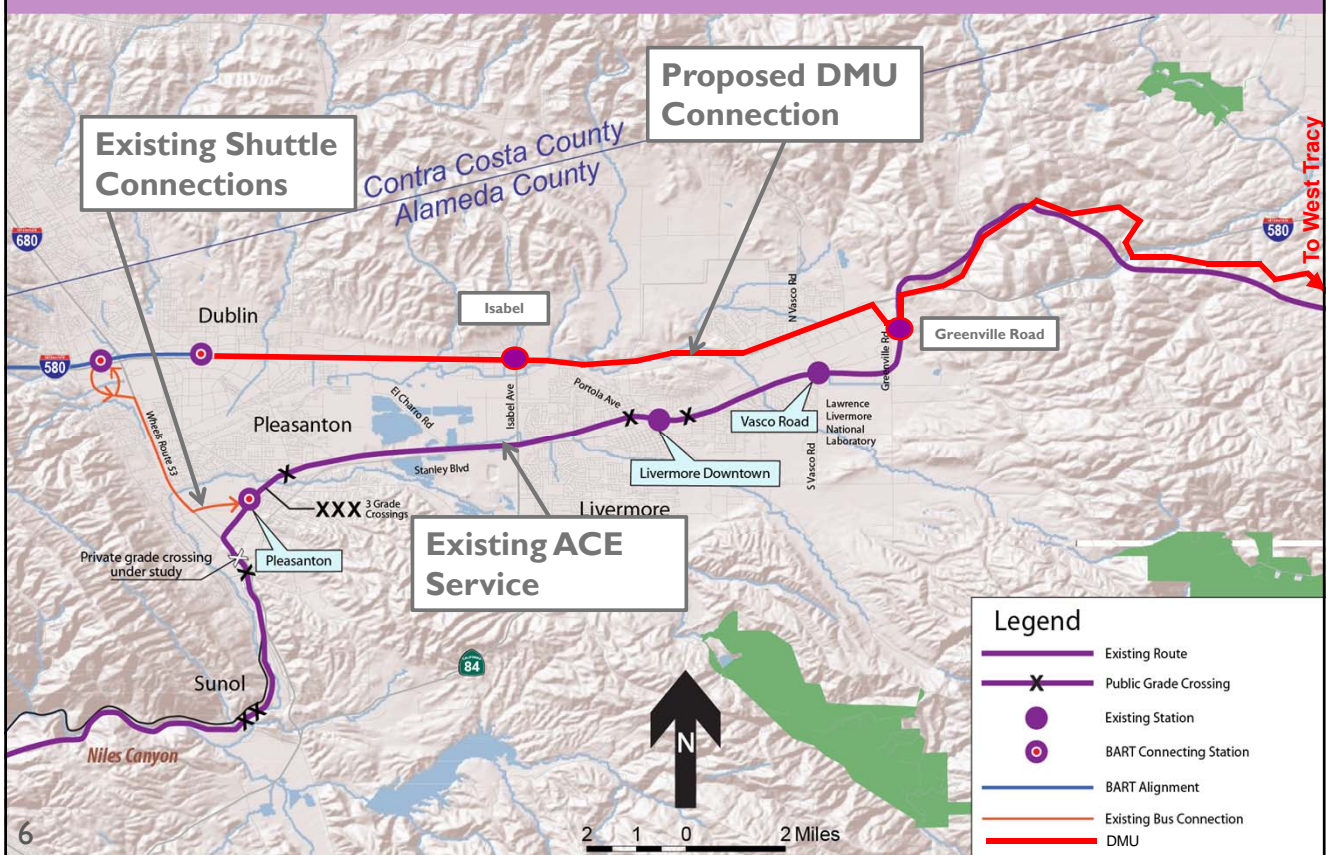 Proposed DMU
Connection
Existing Shuttle
Connections
Contra Costa County
Alameda County
To West Tracy
680
580
Dublin
Isabel
N Vasco Rd
Greenville Road
580
Greenville Rd
Portola Ave
El Charro Rd
Isabel Ave
Wheels Route 53
Pleasanton
Vasco Road
Lawrence
Livermore
National
Laboratory
S Vasco Rd
Stanley Blvd
Livermore Downtown
XXX 3 Grade
Crossings
Livermore
Existing ACE
Service
Private grade crossing
under study
Pleasanton
84
Sunol
Niles Canyon
N
2 1 0 2 Miles
6
Legend
Existing Route
X Public Grade Crossing
Existing Station
BART Connecting Station
BART Alignment
Existing Bus Connection
DMU